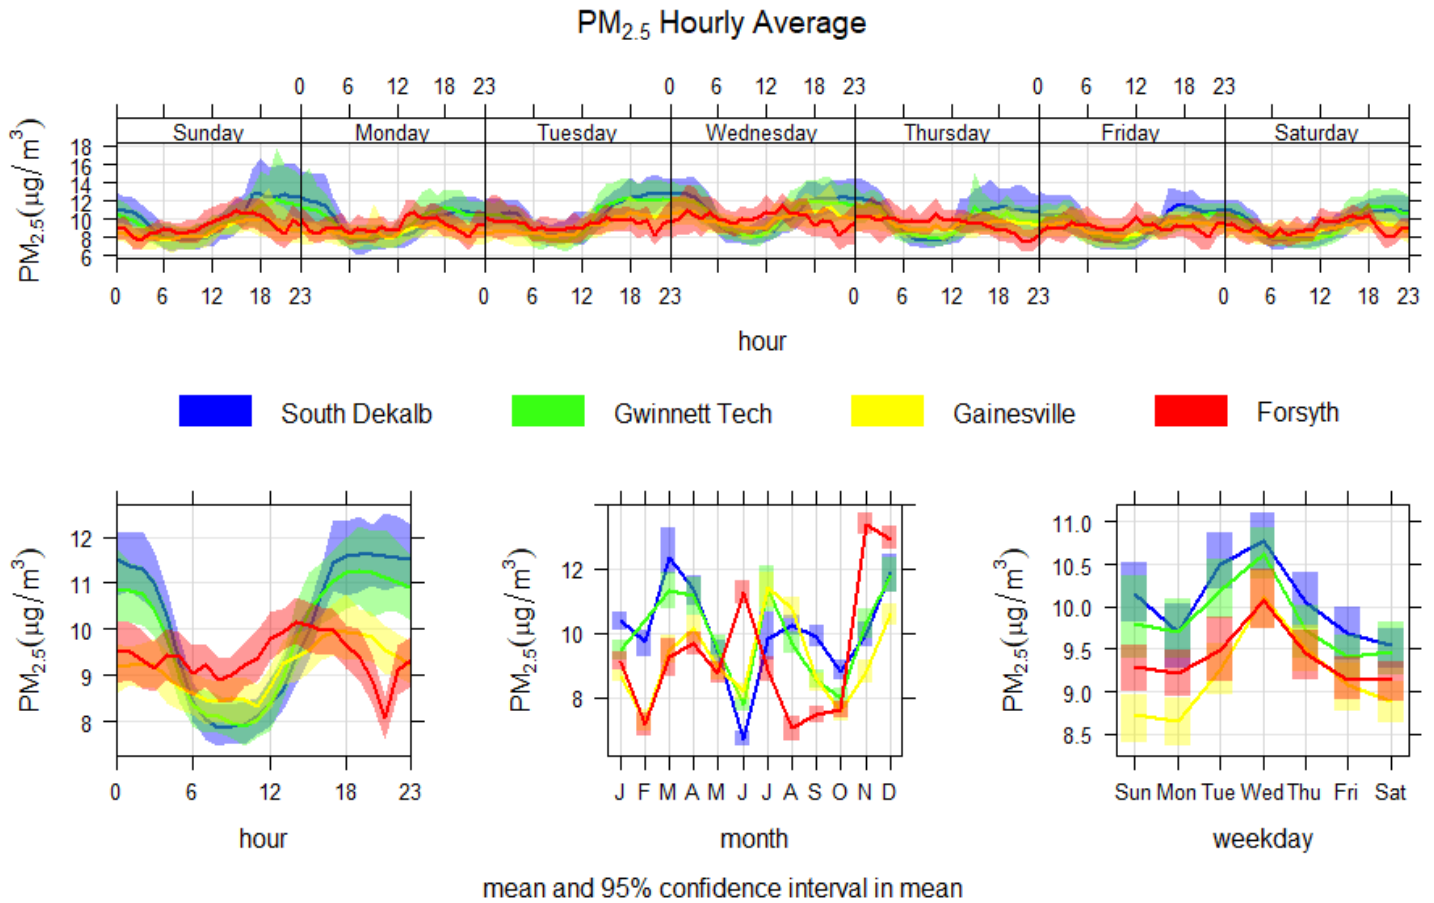 PM2.5 Hourly Average
0 6 12 18 23 0 6 12 18 23 0 6 12 18 23
Sunday Monday Tuesday Wednesday Thursday Friday Saturday
PM2.5(μg/m3)
18
16
14
12
10
8
6
0 6 12 18 23 0 6 12 18 23 0 6 12 18 23 0 6 12 18 23
hour
South Dekalb Gwinnett Tech Gainesville Forsyth
PM2.5(μg/m3)
12
11
10
9
8
0 6 12 18 23
hour
PM2.5(μg/m3)
12
10
8
J F M A M J J A S O N D
month
PM2.5(μg/m3)
11.0
10.5
10.0
9.5
9.0
8.5
Sun Mon Tue Wed Thu Fri Sat
weekday
mean and 95% confidence interval in mean